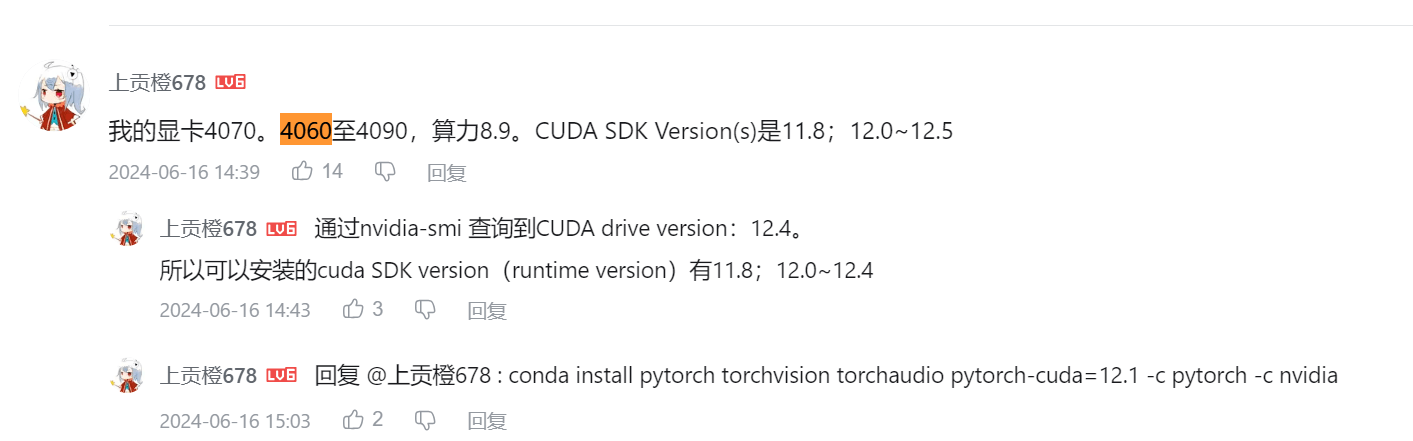 上贡橙678 LV6
我的显卡4070。4060至4090，算力8.9。CUDA SDK Version(s)是11.8；12.0~12.5
2024-06-16 14:39 14 回复
上贡橙678 LV6 通过nvidia-smi 查询到CUDA drive version：12.4。
所以可以安装的cuda SDK version（runtime version）有11.8；12.0~12.4
2024-06-16 14:43 3 回复
上贡橙678 LV6 回复 @上贡橙678 : conda install pytorch torchvision torchaudio pytorch-cuda=12.1 -c pytorch -c nvidia
2024-06-16 15:03 2 回复